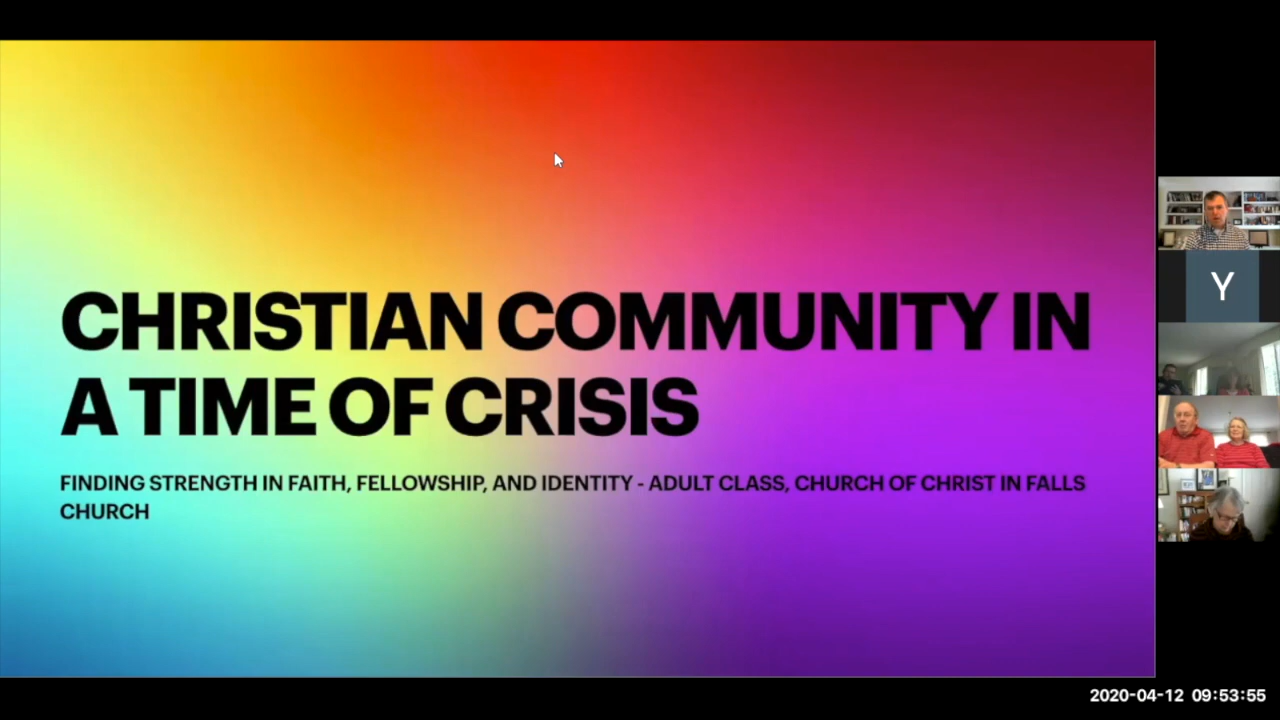 CHRISTIAN COMMUNITY IN
A TIME OF CRISIS
FINDING STRENGTH IN FAITH, FELLOWSHIP, AND IDENTITY - ADULT CLASS, CHURCH OF CHRIST IN FALLS
CHURCH
Y
2020-04-12 09:53:55